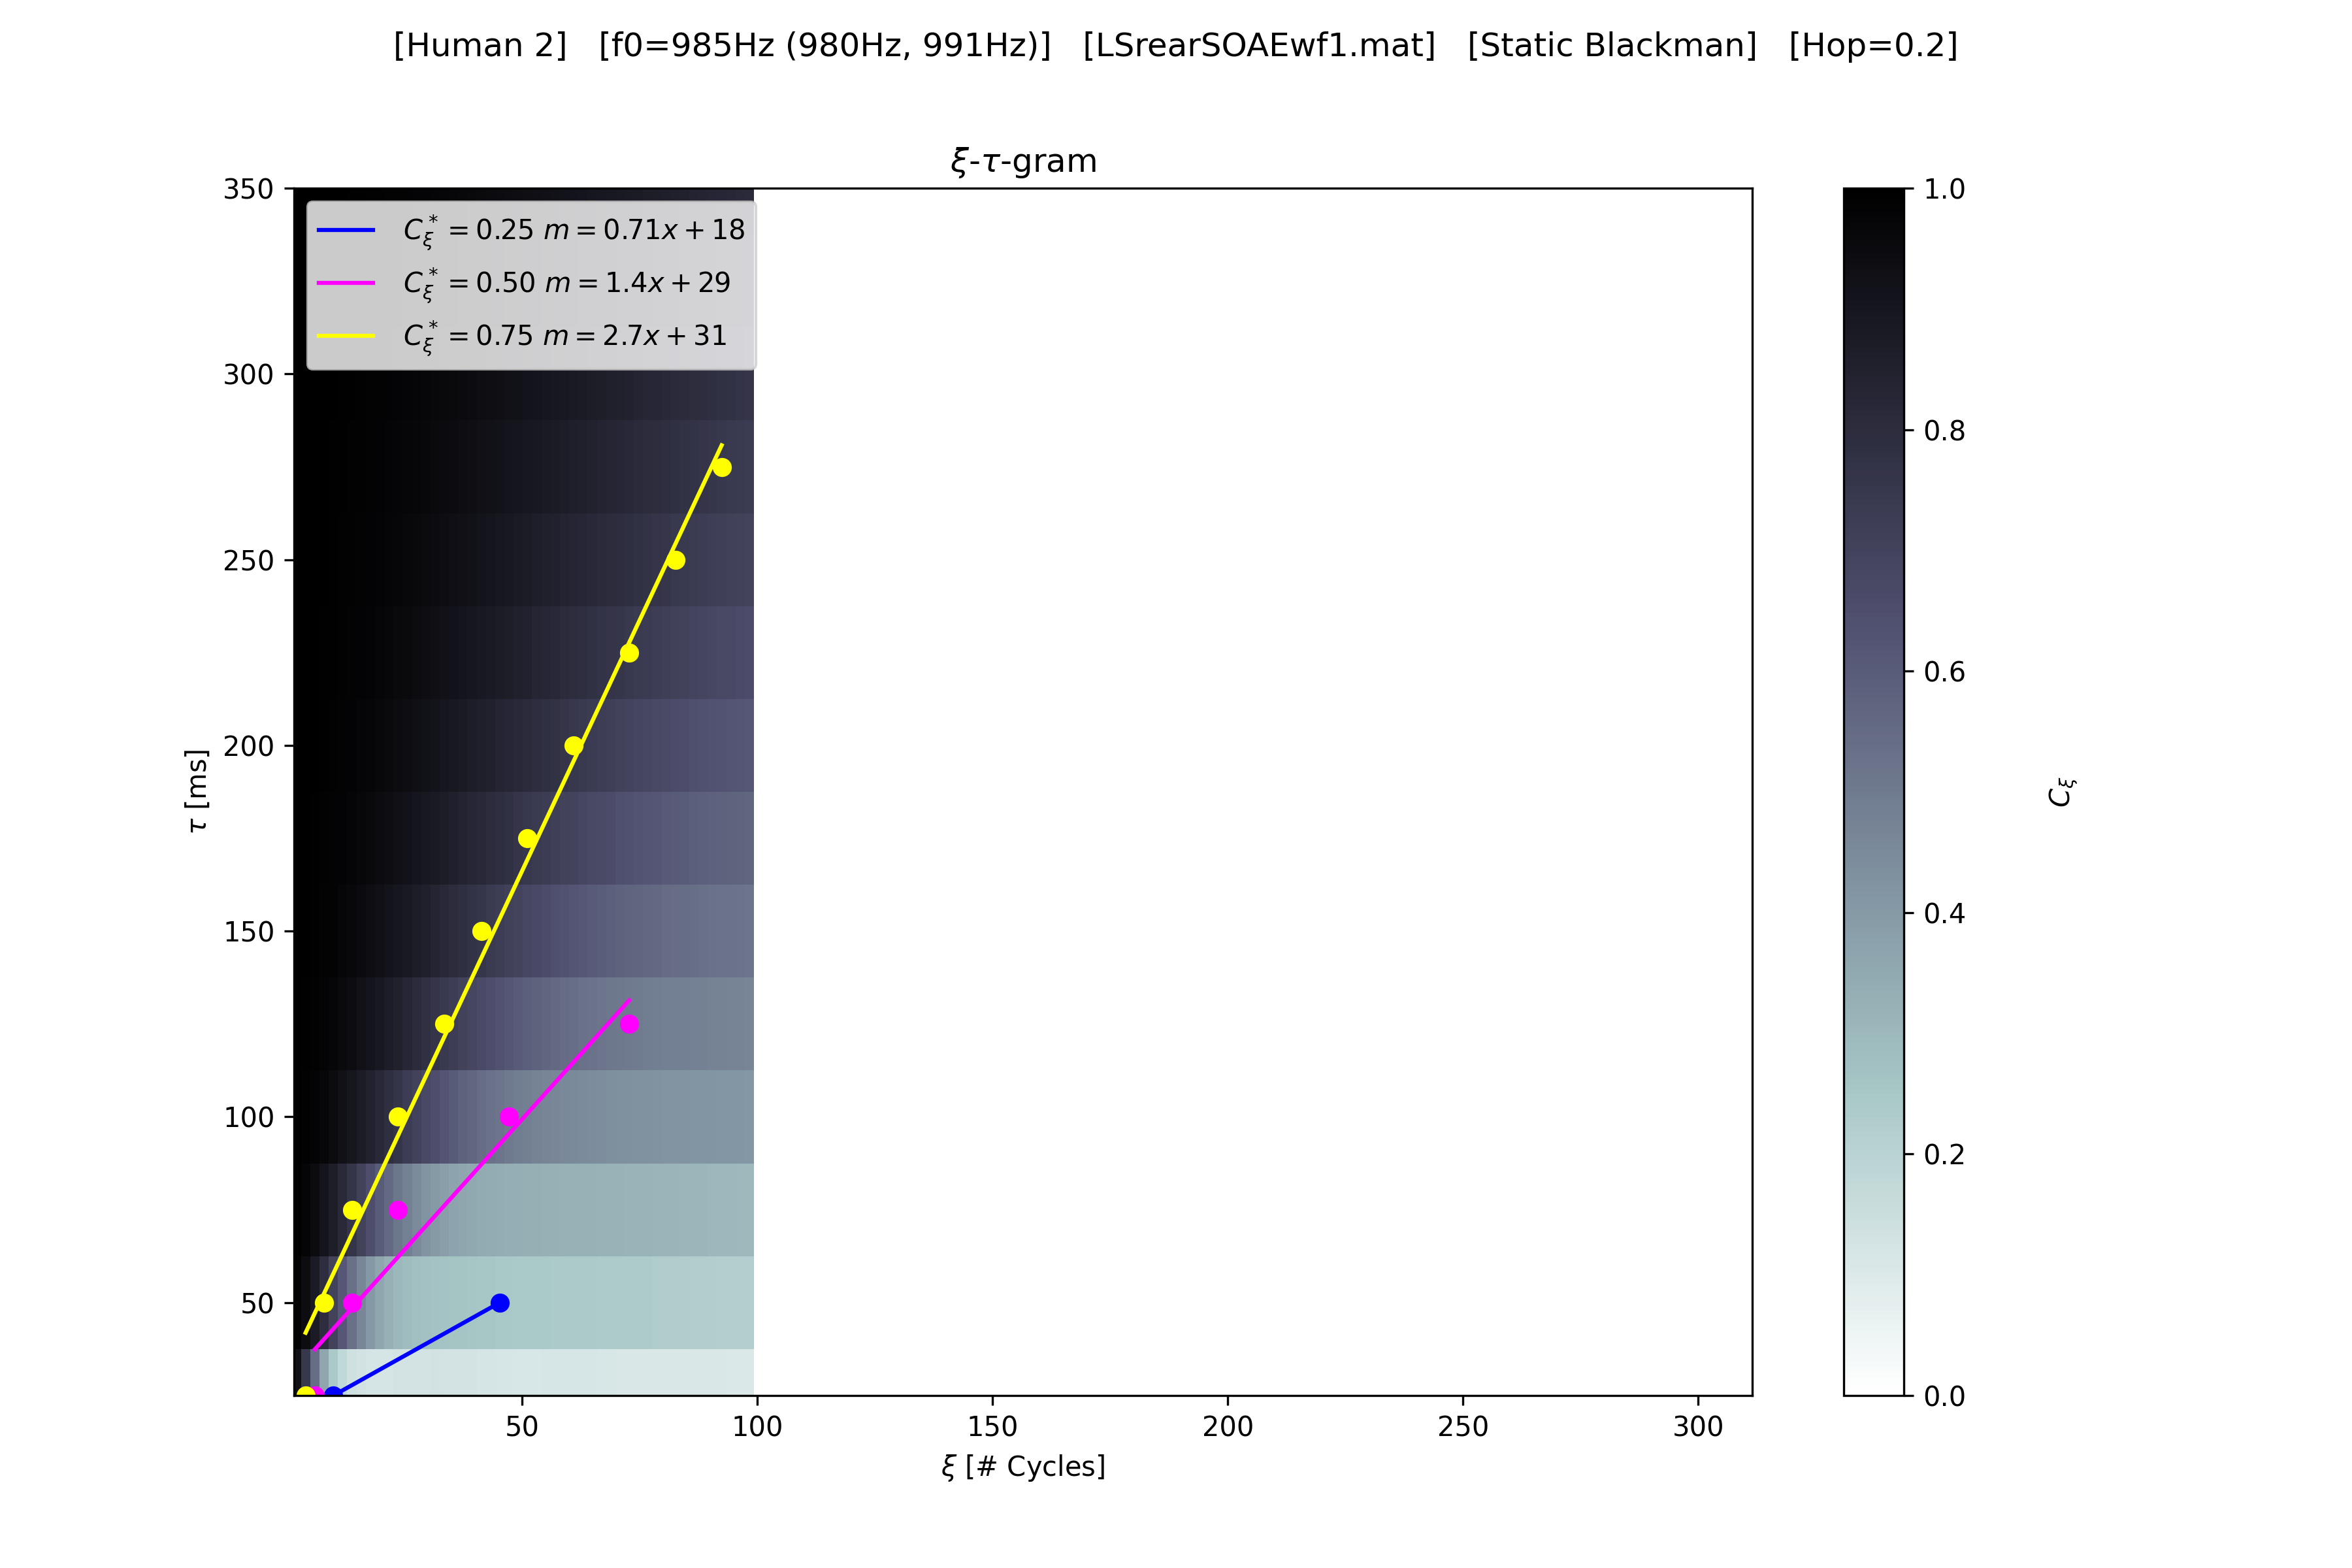 [Human 2]   [f0=985Hz (980Hz, 991Hz)]   [LSrearSOAEwf1.mat]   [Static Blackman]   [Hop=0.2]
ξ-τ-gram
C*ξ = 0.25 m = 0.71x + 18
C*ξ = 0.50 m = 1.4x + 29
C*ξ = 0.75 m = 2.7x + 31
350
300
250
200
150
100
50
τ [ms]
50 100 150 200 250 300
ξ [# Cycles]
1.0
0.8
0.6
0.4
0.2
0.0
Cξ